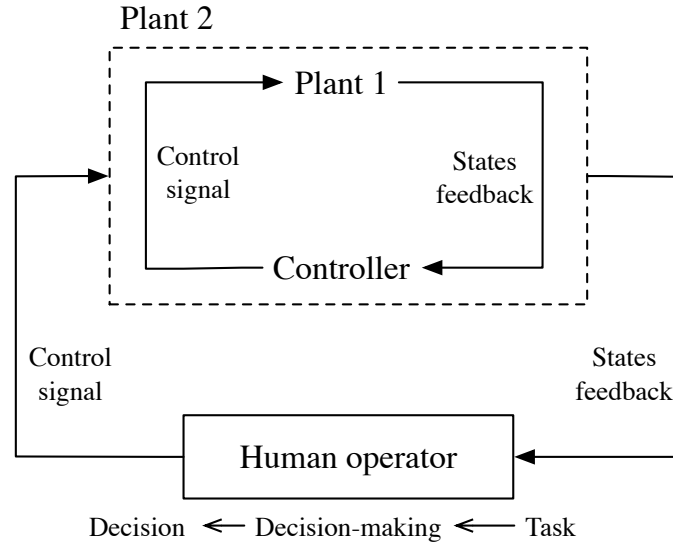 Plant 2
Plant 1
Control
signal
States
feedback
Controller
Control
signal
States
feedback
Human operator
Decision
Decision-making
Task